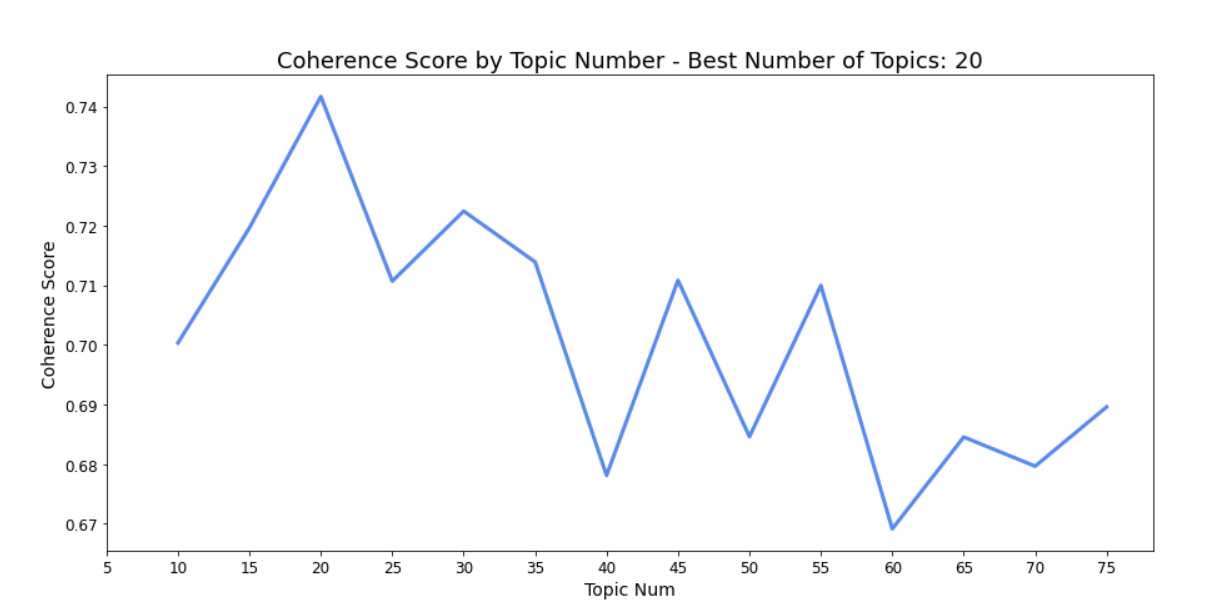 Coherence Score by Topic Number - Best Number of Topics: 20
0.74
0.73
0.72
0.71
0.70
0.69
0.68
0.67
Coherence Score
5 10 15 20 25 30 35 40 45 50 55 60 65 70 75
Topic Num